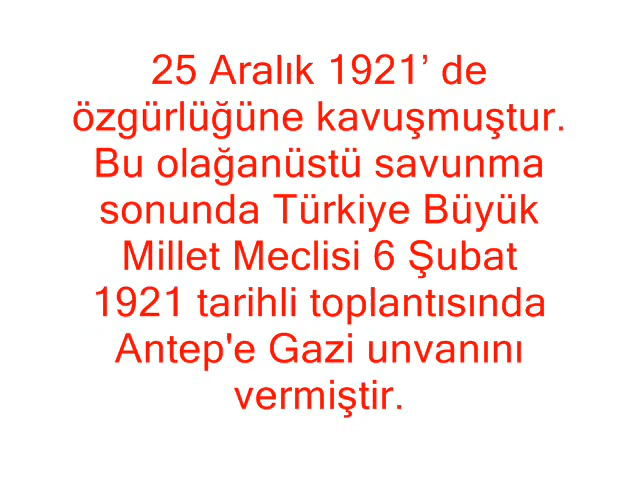 25 Aralık 1921’ de
özgürlüğüne kavuşmuştur.
Bu olağanüstü savunma
sonunda Türkiye Büyük
Millet Meclisi 6 Şubat
1921 tarihli toplantısında
Antep'e Gazi unvanını
vermiştir.